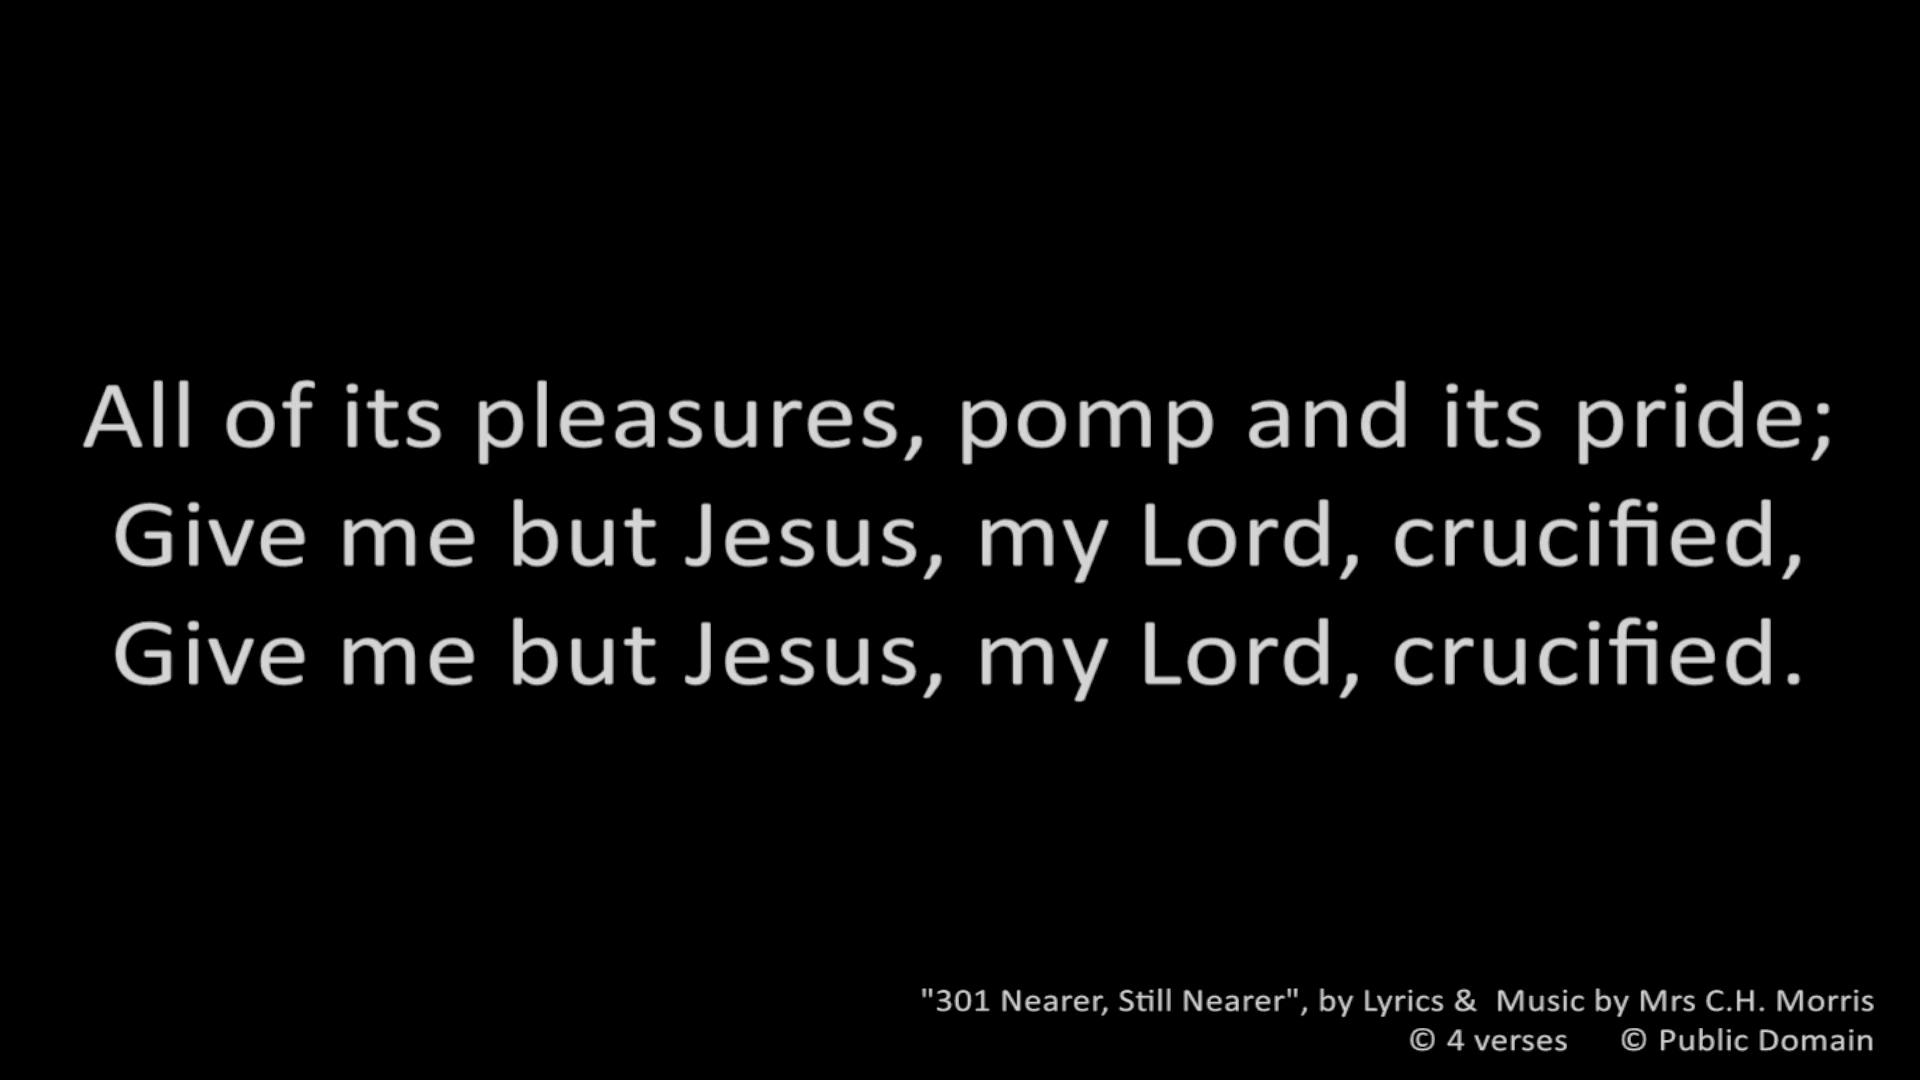 All of its pleasures, pomp and its pride;
Give me but Jesus, my Lord, crucified,
Give me but Jesus, my Lord, crucified.
"301 Nearer, Still Nearer", by Lyrics &  Music by Mrs C.H. Morris
© 4 verses     © Public Domain